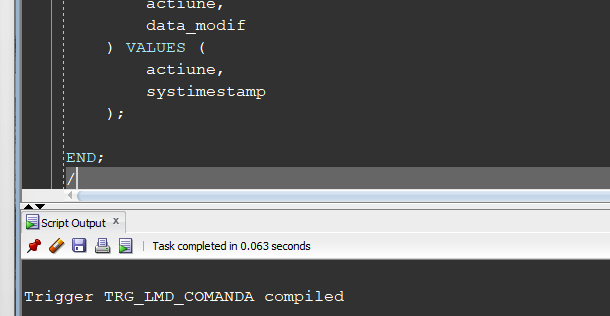 actiune,
data_modif
) VALUES (
actiune,
systimestamp
);
END;
/
Script Output x
Task completed in 0.063 seconds
Trigger TRG_LMD_COMANDA compiled